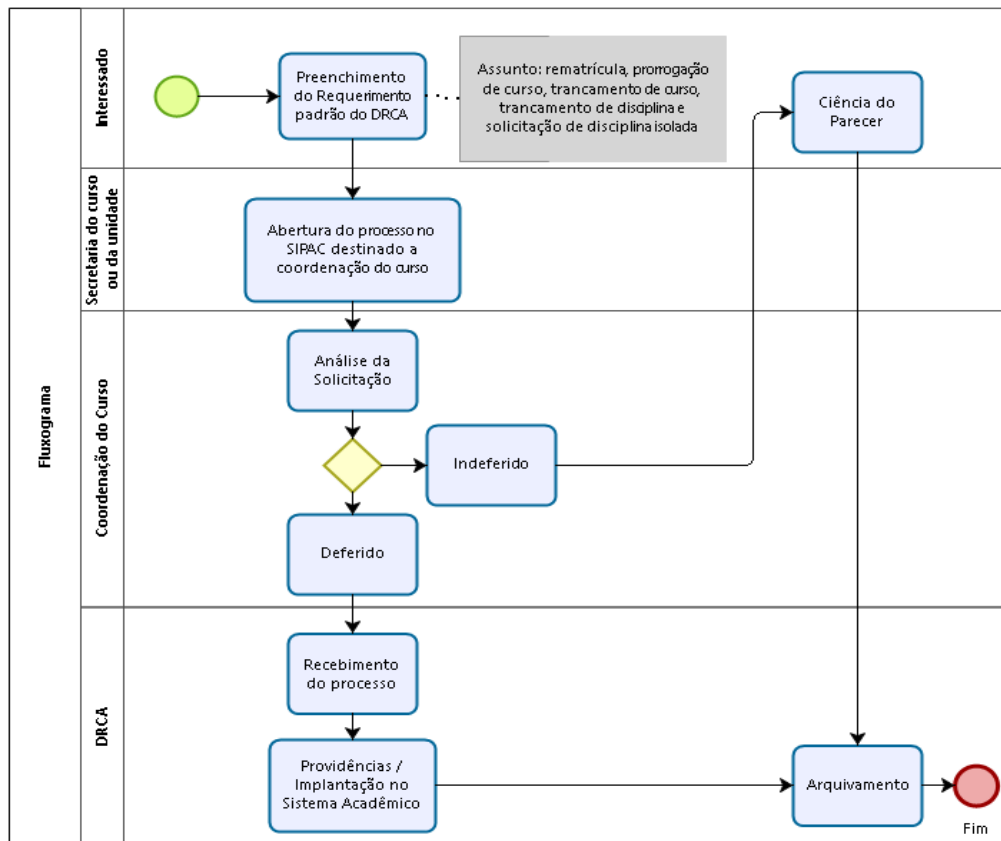 Fluxograma
Interessado
Preenchimento
do Requerimento
padrão do DRCA
Assunto: rematrícula, prorrogação
de curso, trancamento de curso,
trancamento de disciplina e
solicitação de disciplina isolada
Ciência do
Parecer
Secretaria do curso
ou da unidade
Abertura do processo no
SIPAC destinado a
coordenação do curso
Coordenação do Curso
Análise da
Solicitação
Indeferido
Deferido
DRCA
Recebimento
do processo
Providências /
Implantação no
Sistema Acadêmico
Arquivamento
Fim